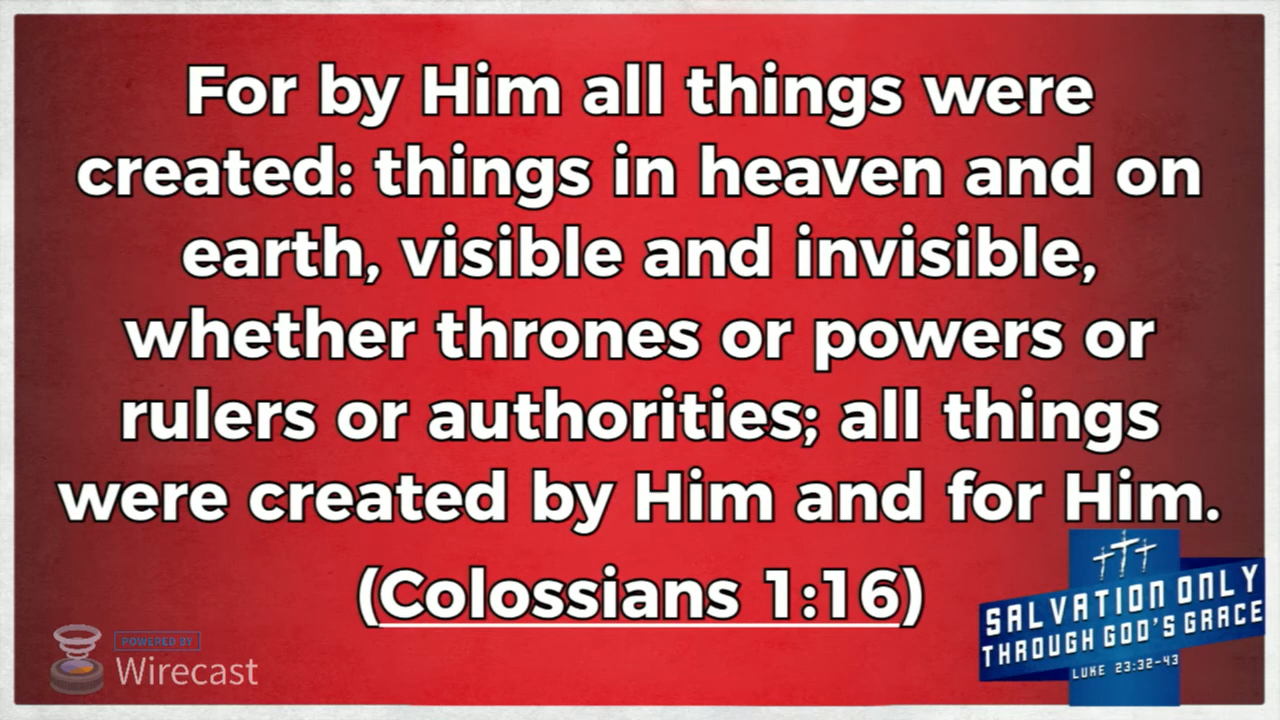 For by Him all things were
created: things in heaven and on
earth, visible and invisible,
whether thrones or powers or
rulers or authorities; all things
were created by Him and for Him.
(Colossians 1:16)
SALVATION ONLY
THROUGH GOD'S GRACE
LUKE 23:32-43
POWERED BY
Wirecast